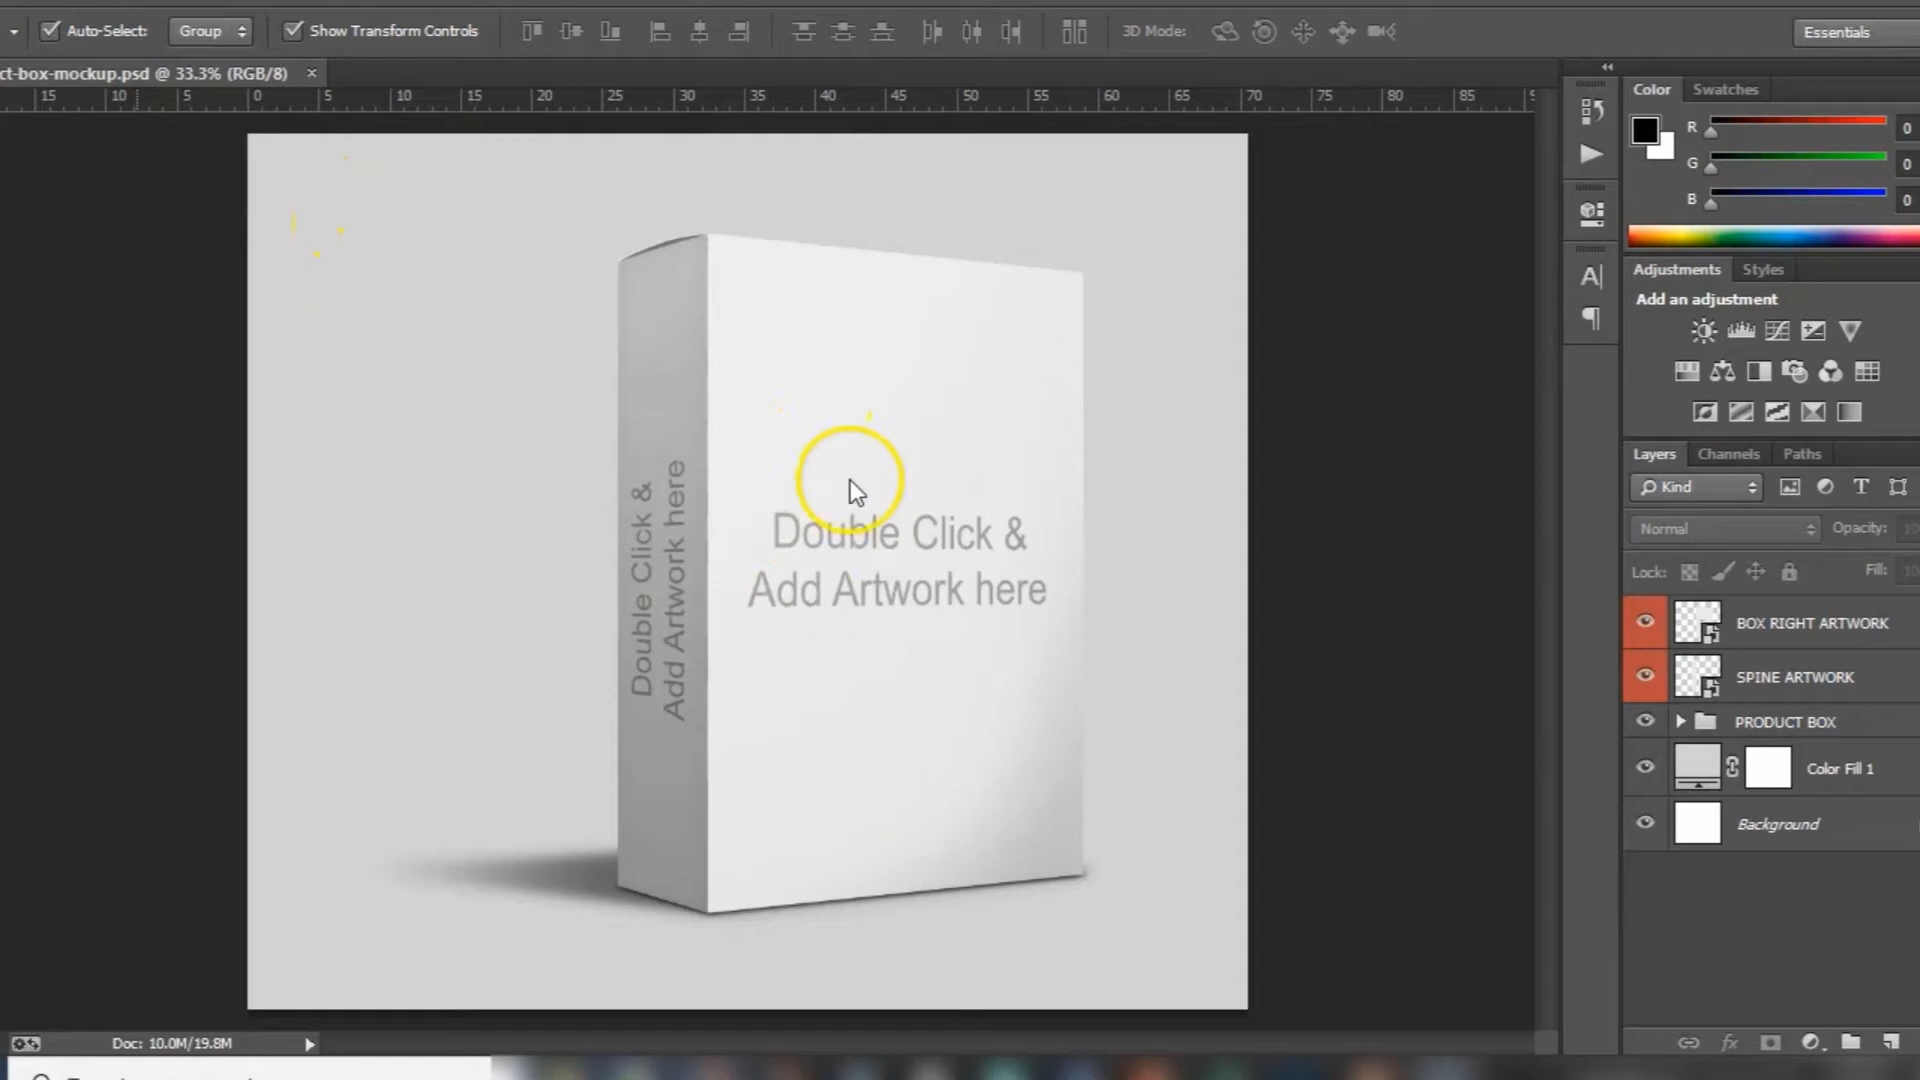 Auto-Select: Group Show Transform Controls 3D Mode: Essentials
ct-box-mockup.psd @ 33.3% (RGB/8) ×
15 10 5 0 5 10 15 20 25 30 35 40 45 50 55 60 65 70 75 80 85
Color Swatches
R 0
G 0
B 0
Adjustments Styles
Add an adjustment
Double Click &
Add Artwork here
Double Click &
Add Artwork here
Layers Channels Paths
Kind
Normal Opacity:
Lock: Fill:
BOX RIGHT ARTWORK
SPINE ARTWORK
PRODUCT BOX
Color Fill 1
Background
fx
Doc: 10.0M/19.8M